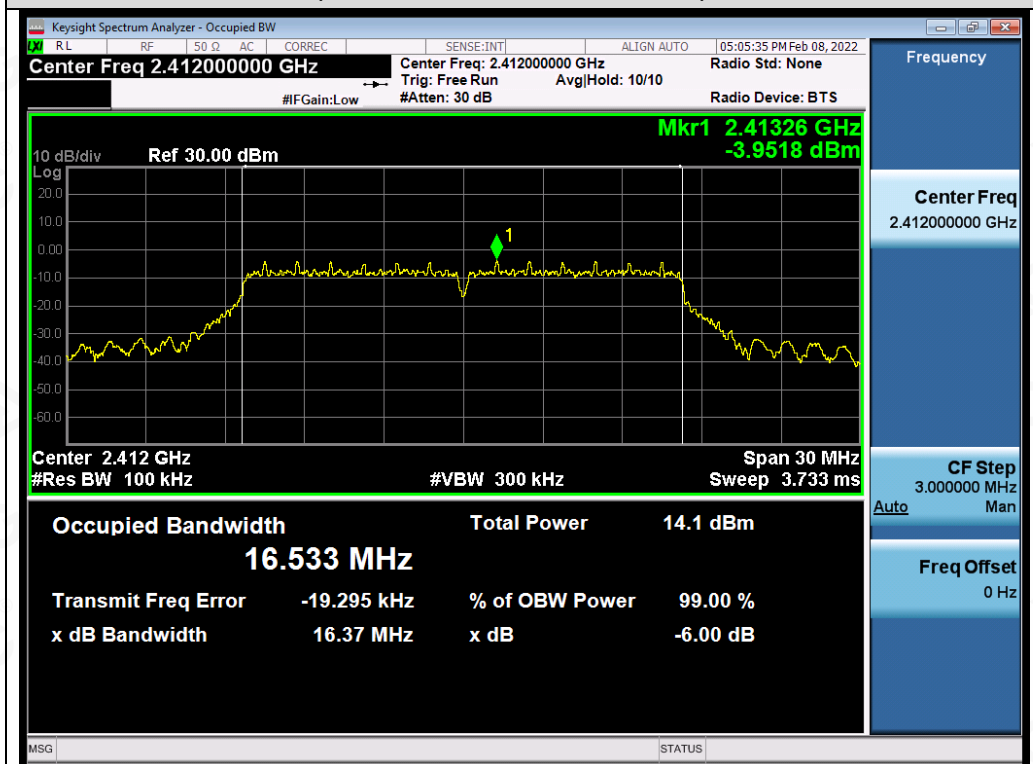 Keysight Spectrum Analyzer - Occupied BW
LXI RL RF 50 Ω AC CORREC SENSE:INT ALIGN AUTO 05:05:35 PM Feb 08, 2022
Center Freq 2.412000000 GHz
Center Freq: 2.412000000 GHz
Radio Std: None
Trig: Free Run Avg|Hold: 10/10
#IFGain:Low #Atten: 30 dB Radio Device: BTS
Mkr1 2.41326 GHz
-3.9518 dBm
10 dB/div Ref 30.00 dBm
Log
20.0
10.0
1
0.00
-10.0
-20.0
-30.0
-40.0
-50.0
-60.0
Center 2.412 GHz Span 30 MHz
#Res BW 100 kHz #VBW 300 kHz Sweep 3.733 ms
Occupied Bandwidth Total Power 14.1 dBm
16.533 MHz
Transmit Freq Error -19.295 kHz % of OBW Power 99.00 %
x dB Bandwidth 16.37 MHz x dB -6.00 dB
Frequency
Center Freq
2.412000000 GHz
CF Step
3.000000 MHz
Auto Man
Freq Offset
0 Hz
MSG STATUS